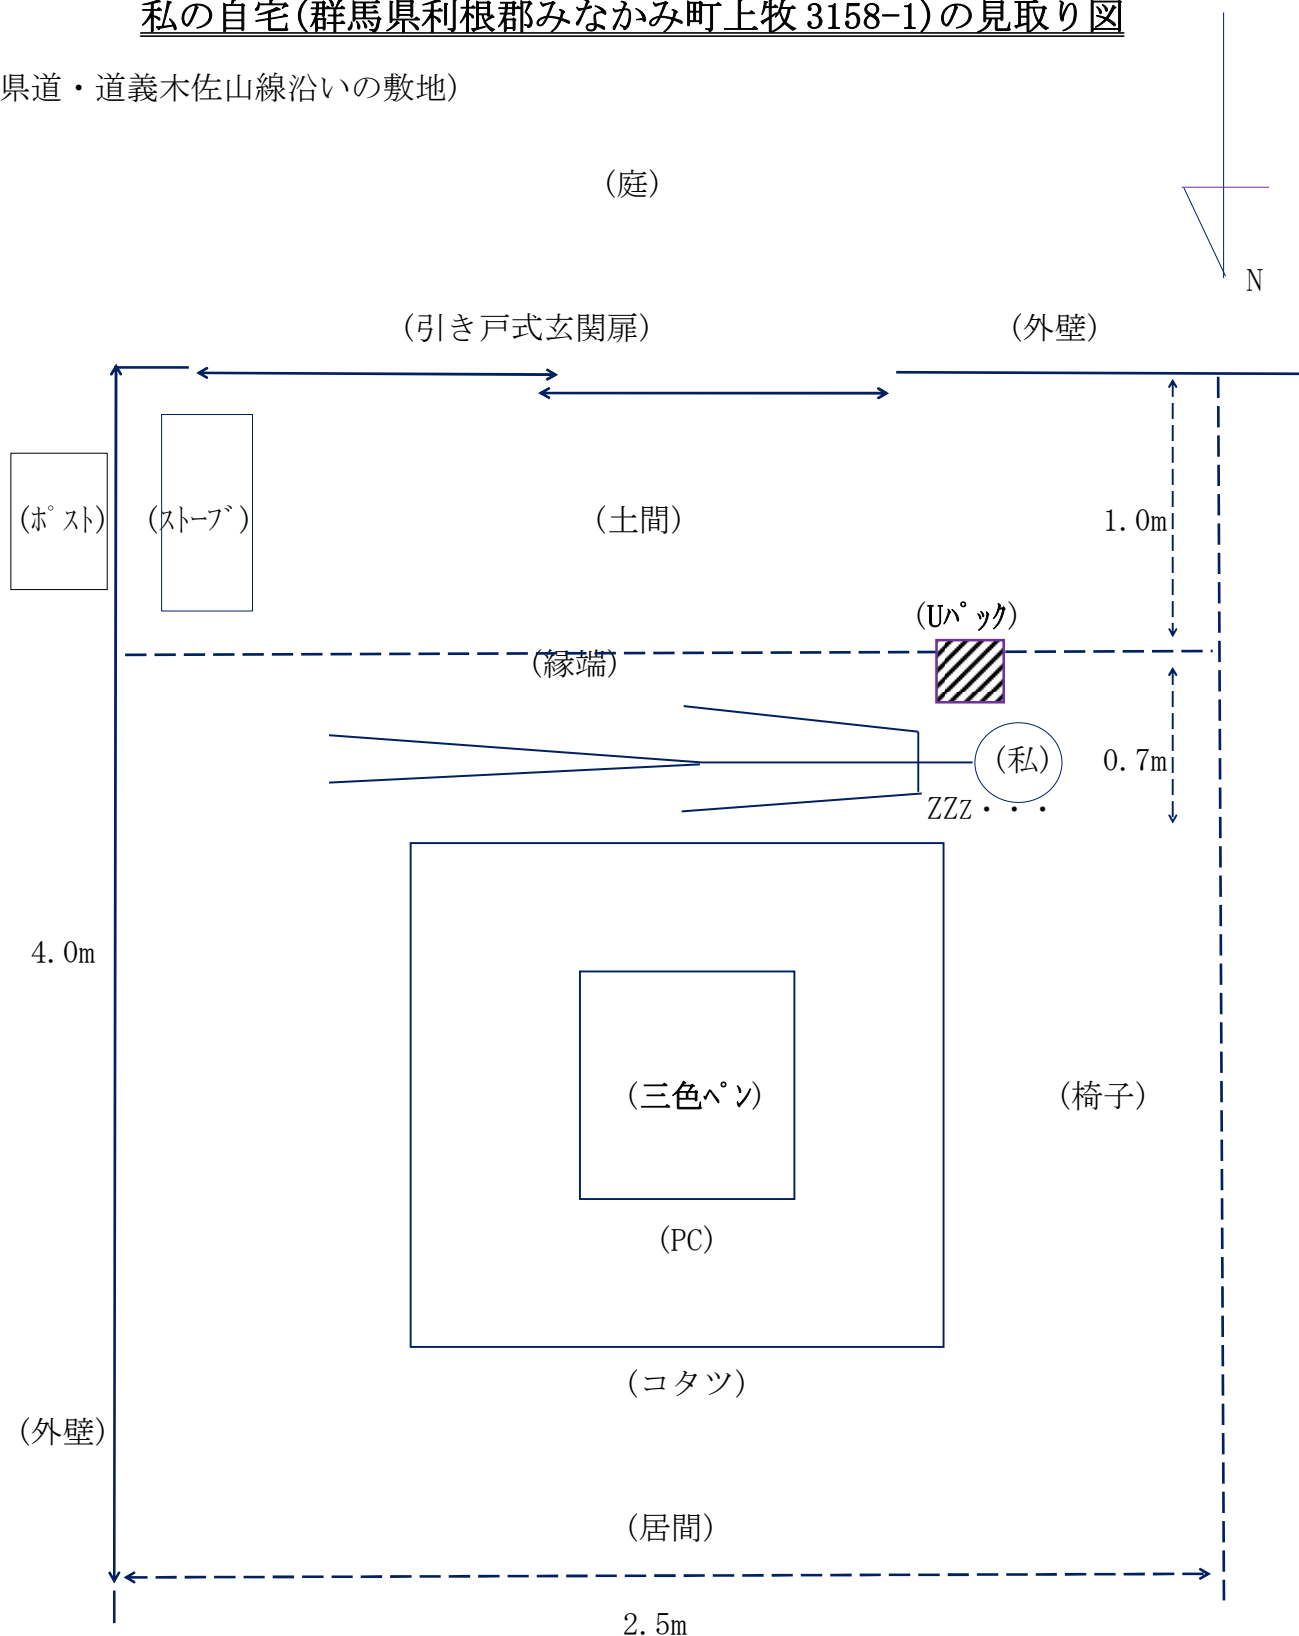 私の自宅(群馬県利根郡みなかみ町上牧 3158-1)の見取り図
県道・道義木佐山線沿いの敷地)
(庭)
N
(引き戸式玄関扉)
(外壁)
(ﾎﾟｽﾄ)
(ｽﾄｰﾌﾞ)
(土間)
1.0m
(Uﾊﾟｯｸ)
(縁端)
(私)
0.7m
ZZz・・・
4.0m
(三色ﾍﾟﾝ)
(椅子)
(PC)
(コタツ)
(外壁)
(居間)
2.5m